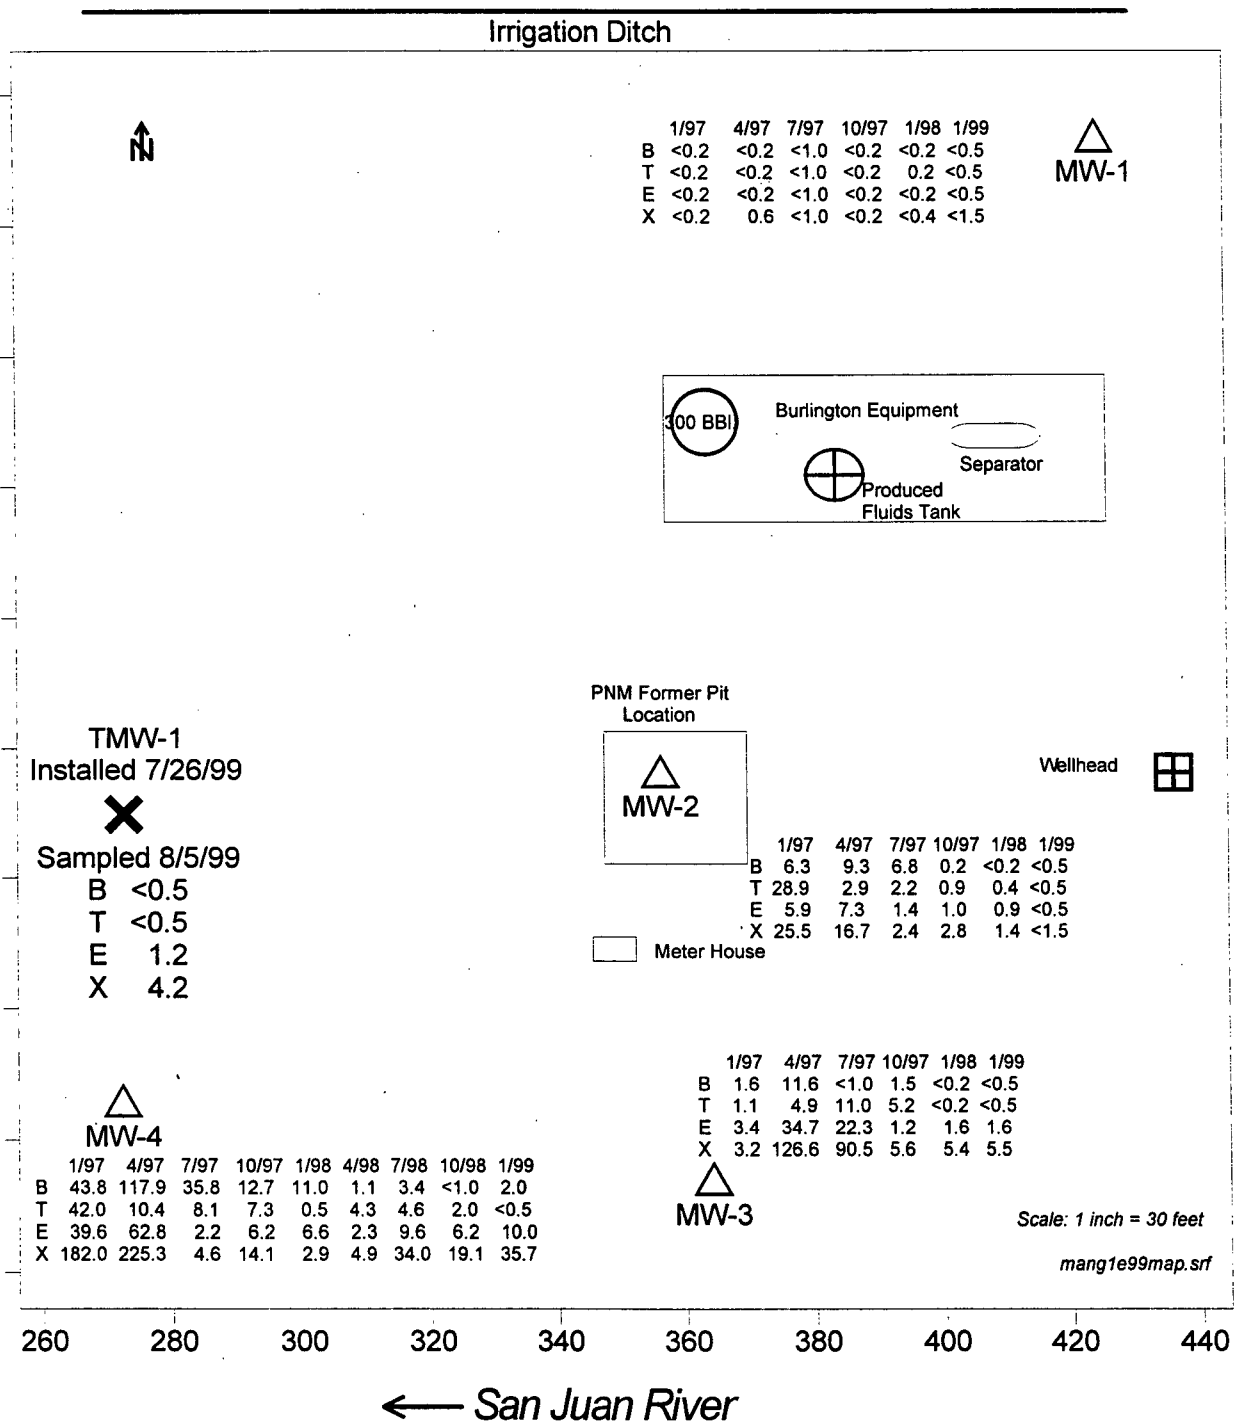 Irrigation Ditch
N
1/97 4/97 7/97 10/97 1/98 1/99
B <0.2 <0.2 <1.0 <0.2 <0.2 <0.5
T <0.2 <0.2 <1.0 <0.2 0.2 <0.5
E <0.2 <0.2 <1.0 <0.2 <0.2 <0.5
X <0.2 0.6 <1.0 <0.2 <0.4 <1.5
MW-1
300 BBl
Burlington Equipment
Separator
Produced
Fluids Tank
PNM Former Pit
Location
MW-2
Wellhead
TMW-1
Installed 7/26/99
Sampled 8/5/99
B <0.5
T <0.5
E 1.2
X 4.2
1/97 4/97 7/97 10/97 1/98 1/99
B 6.3 9.3 6.8 0.2 <0.2 <0.5
T 28.9 2.9 2.2 0.9 0.4 <0.5
E 5.9 7.3 1.4 1.0 0.9 <0.5
X 25.5 16.7 2.4 2.8 1.4 <1.5
Meter House
1/97 4/97 7/97 10/97 1/98 1/99
B 1.6 11.6 <1.0 1.5 <0.2 <0.5
T 1.1 4.9 11.0 5.2 <0.2 <0.5
E 3.4 34.7 22.3 1.2 1.6 1.6
X 3.2 126.6 90.5 5.6 5.4 5.5
MW-3
MW-4
1/97 4/97 7/97 10/97 1/98 4/98 7/98 10/98 1/99
B 43.8 117.9 35.8 12.7 11.0 1.1 3.4 <1.0 2.0
T 42.0 10.4 8.1 7.3 0.5 4.3 4.6 2.0 <0.5
E 39.6 62.8 2.2 6.2 6.6 2.3 9.6 6.2 10.0
X 182.0 225.3 4.6 14.1 2.9 4.9 34.0 19.1 35.7
Scale: 1 inch = 30 feet
mang1e99map.srf
260 280 300 320 340 360 380 400 420 440
San Juan River